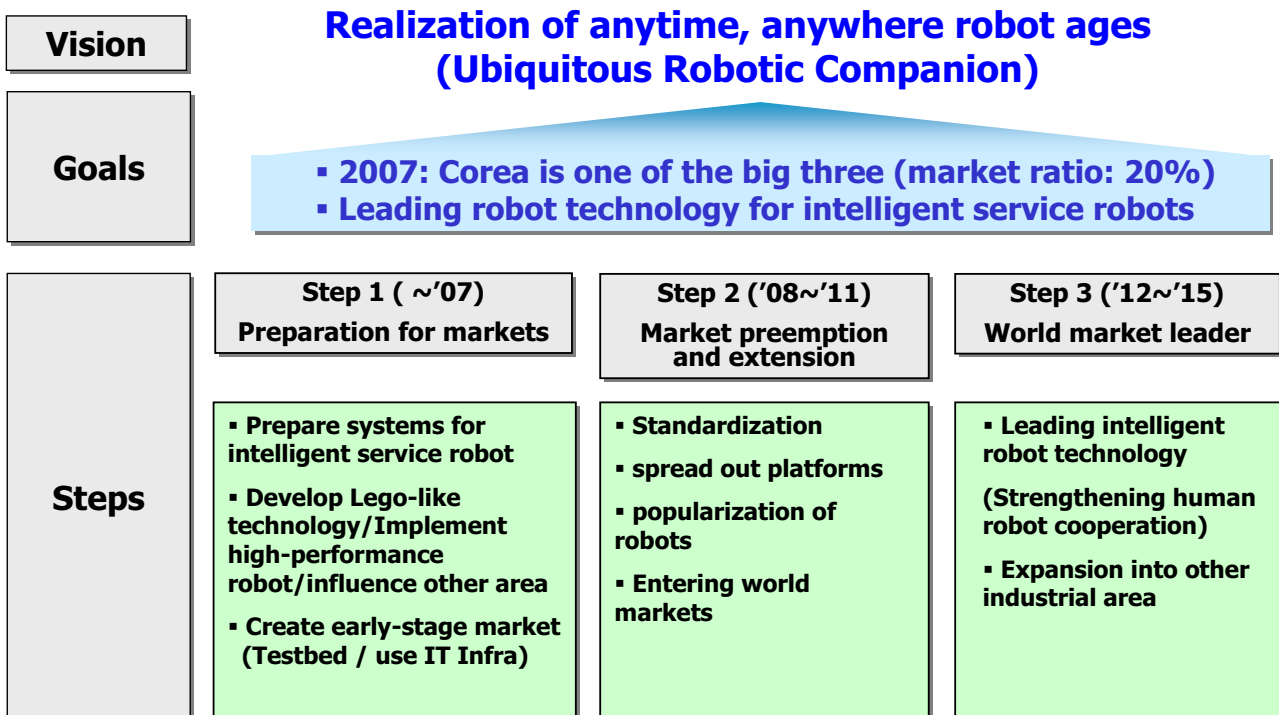 Vision
Realization of anytime, anywhere robot ages
(Ubiquitous Robotic Companion)
Goals
▪ 2007: Corea is one of the big three (market ratio: 20%)
▪ Leading robot technology for intelligent service robots
Steps
Step 1 ( ~’07)
Preparation for markets
▪ Prepare systems for
intelligent service robot
▪ Develop Lego-like
technology/Implement
high-performance
robot/influence other area
▪ Create early-stage market
(Testbed / use IT Infra)
Step 2 (’08~’11)
Market preemption
and extension
▪ Standardization
▪ spread out platforms
▪ popularization of
robots
▪ Entering world
markets
Step 3 (’12~’15)
World market leader
▪ Leading intelligent
robot technology
(Strengthening human
robot cooperation)
▪ Expansion into other
industrial area